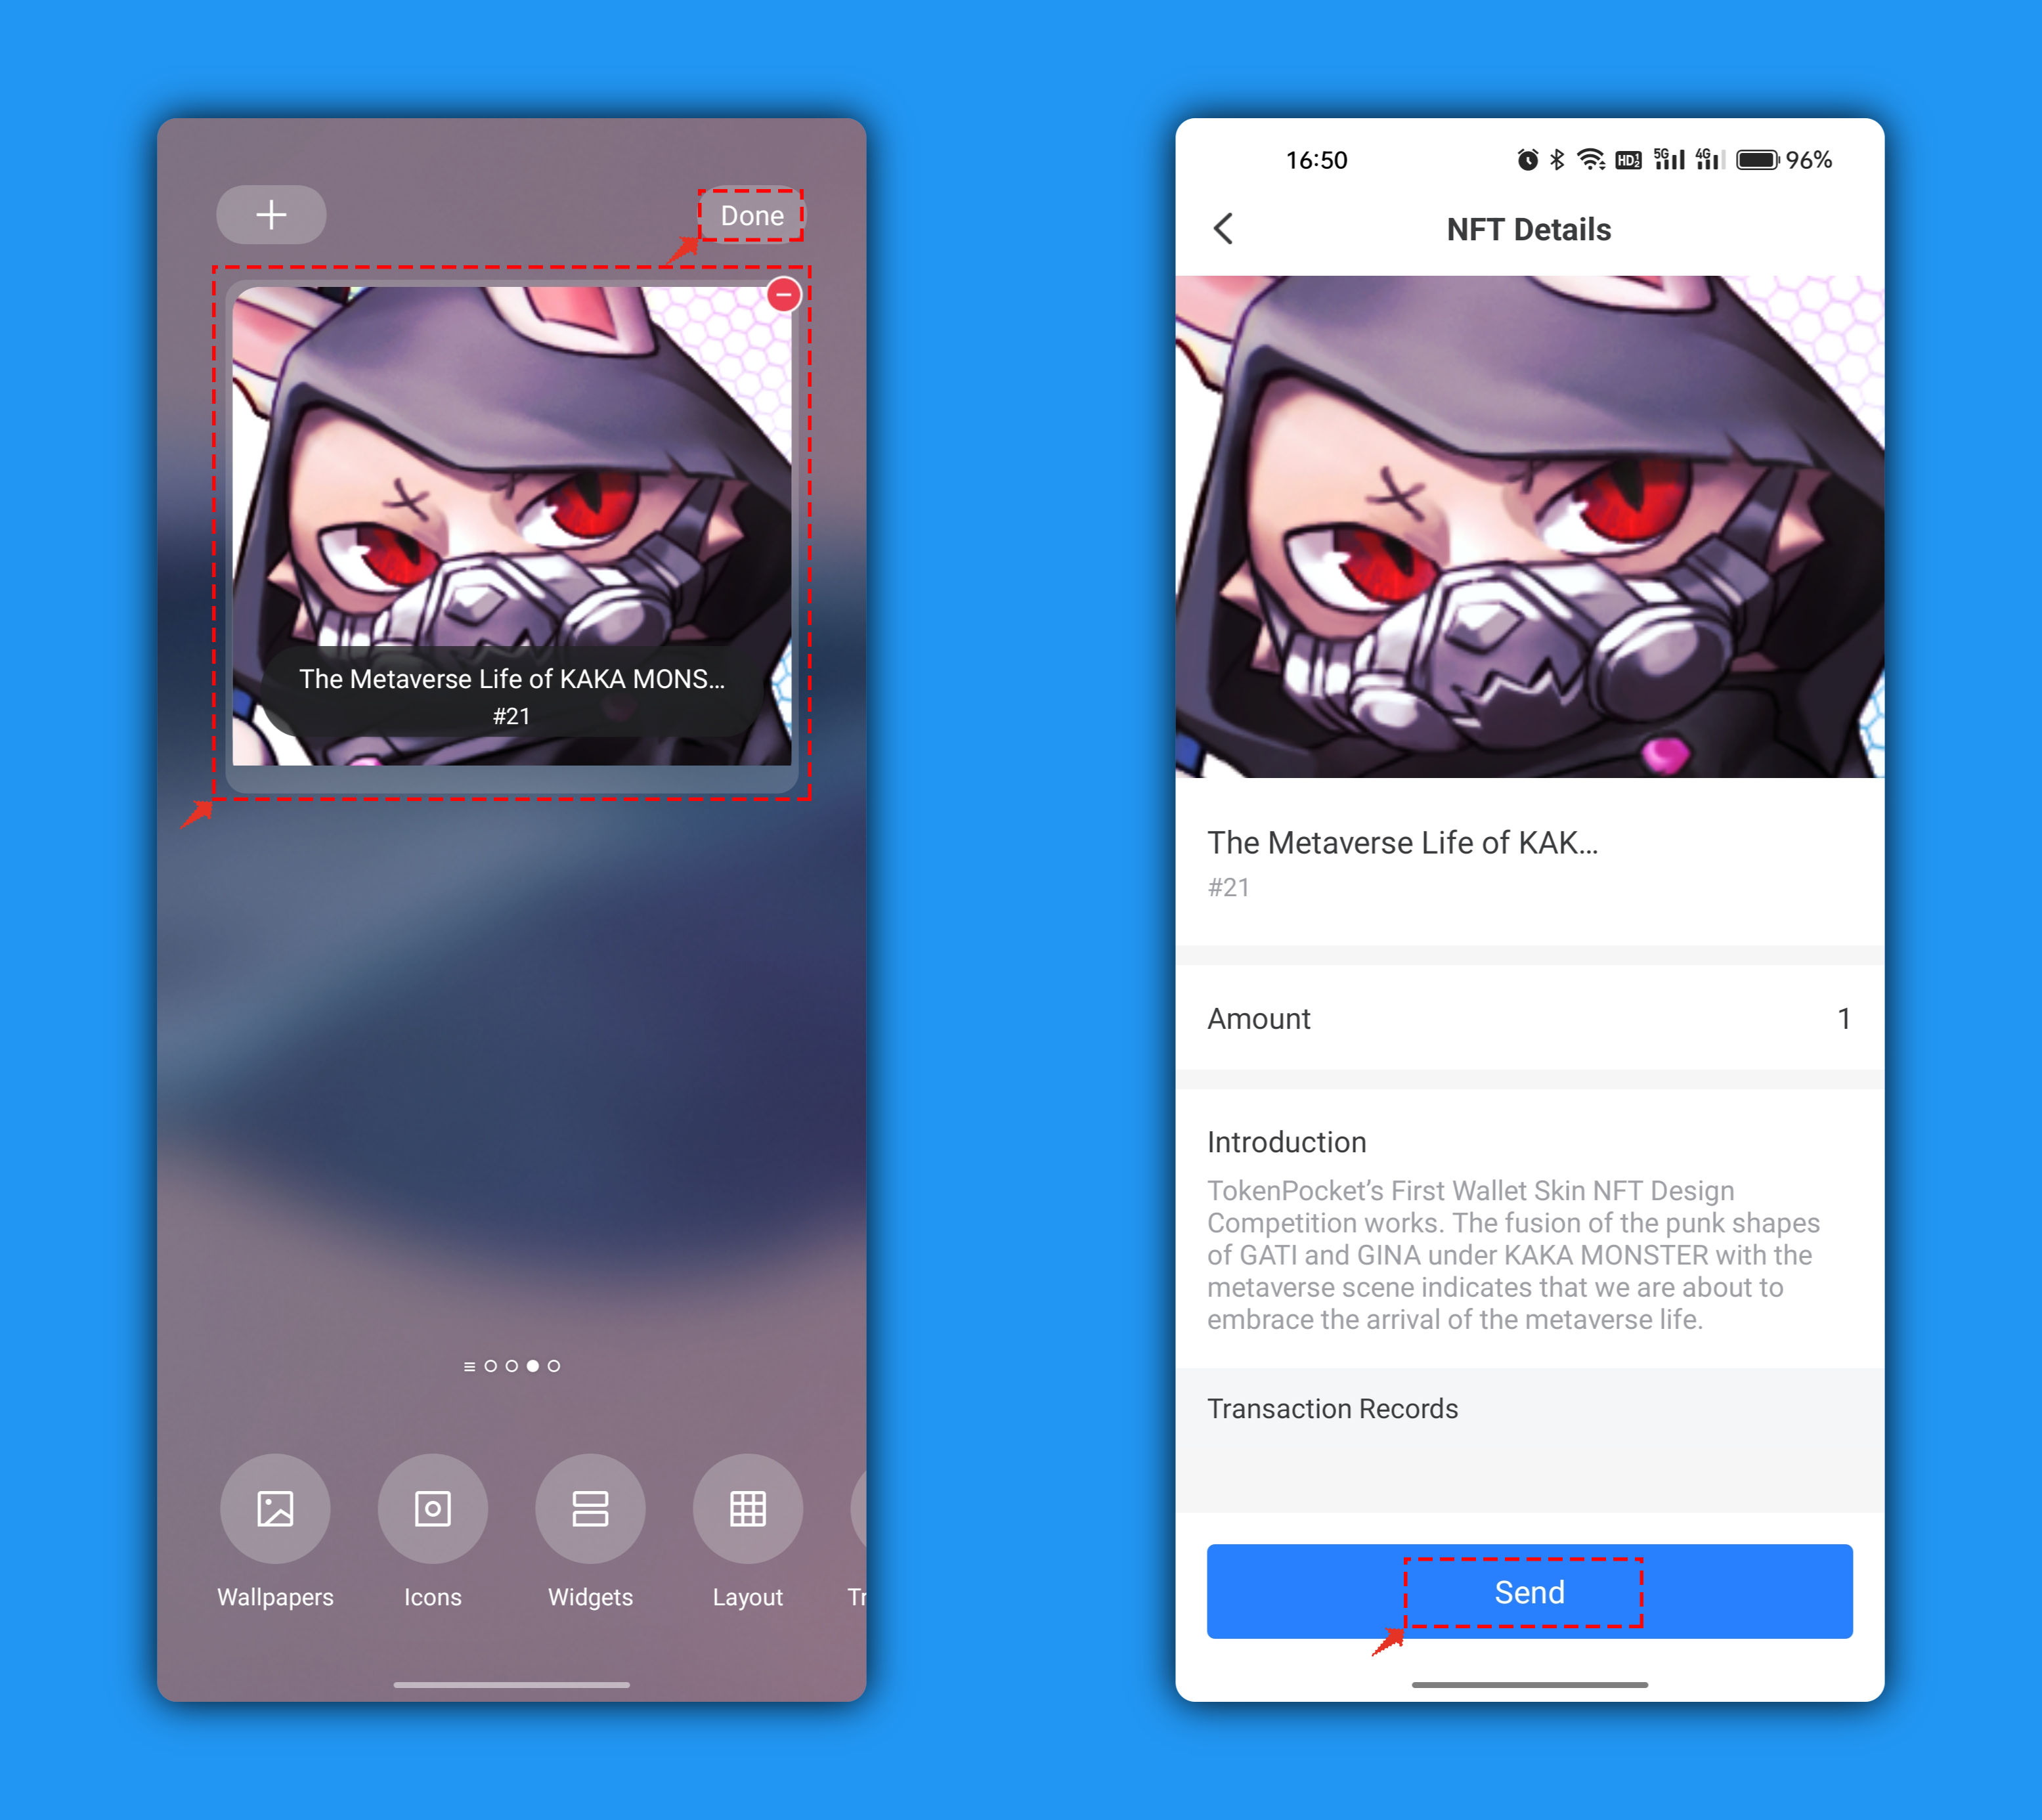 Done
The Metaverse Life of KAKA MONS...
#21
Wallpapers
Icons
Widgets
Layout
Tr
16:50
HD
5G
4G
96%
NFT Details
The Metaverse Life of KAK...
#21
Amount
1
Introduction
TokenPocket’s First Wallet Skin NFT Design
Competition works. The fusion of the punk shapes
of GATI and GINA under KAKA MONSTER with the
metaverse scene indicates that we are about to
embrace the arrival of the metaverse life.
Transaction Records
Send